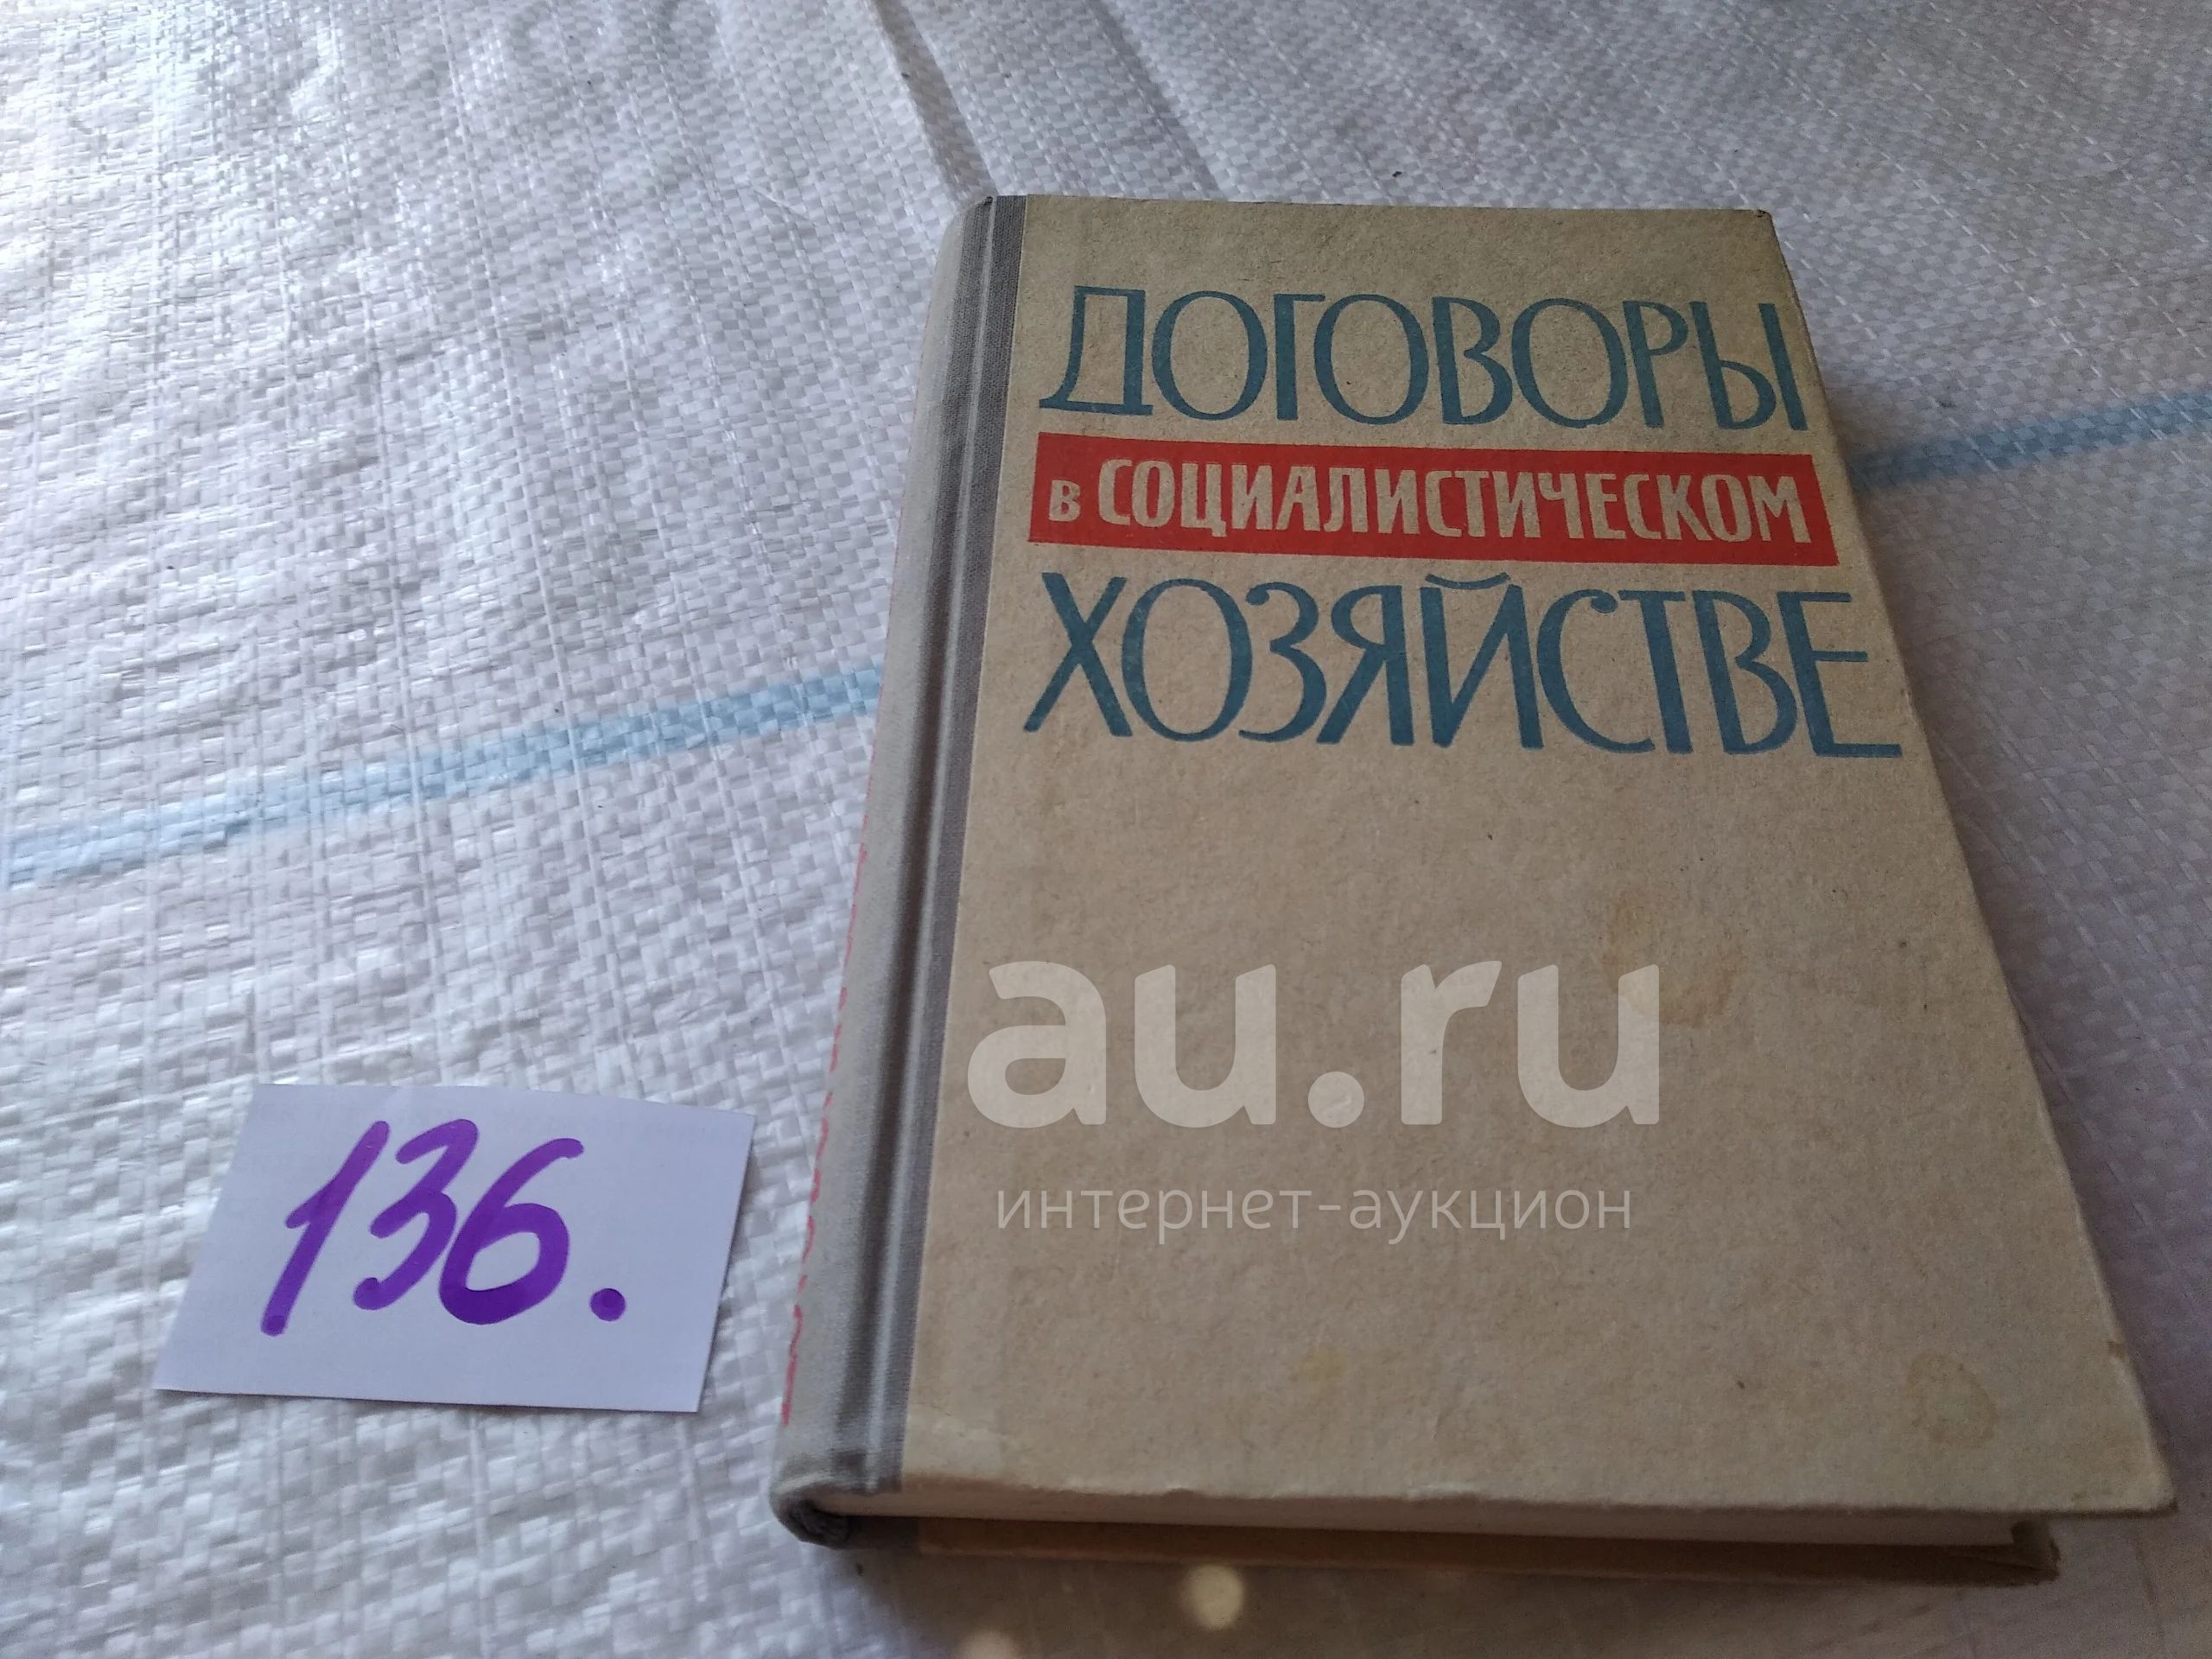 ДОГОВОРЫ
в СОЦИАЛИСТИЧЕСКОМ
ХОЗЯЙСТВЕ
au.ru
интернет-аукцион
136.